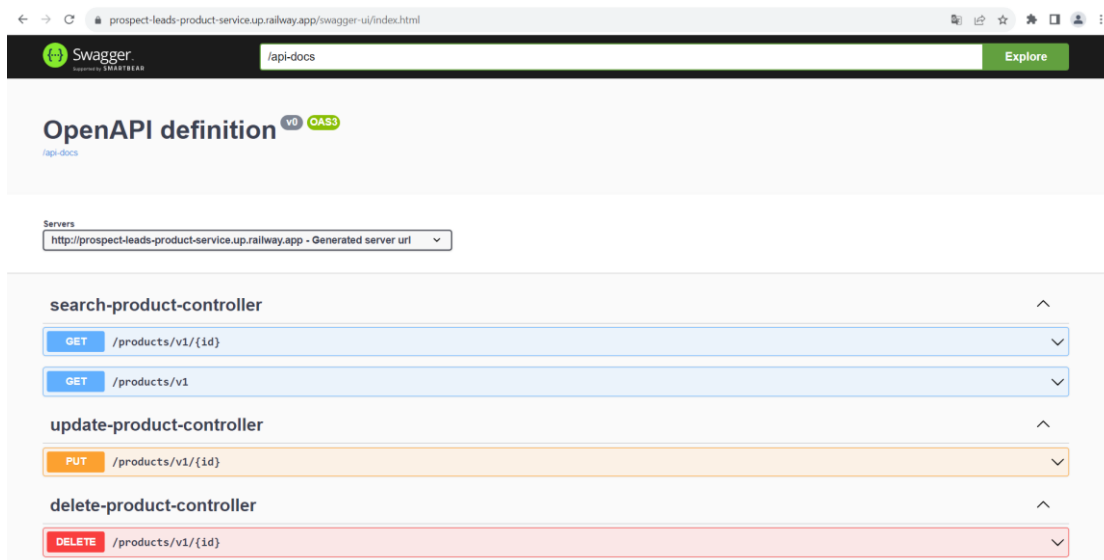 prospect-leads-product-service.up.railway.app/swagger-ui/index.html
Swagger.
Supported by SMARTBEAR
/api-docs
Explore
OpenAPI definition v0 OAS3
/api-docs
Servers
http://prospect-leads-product-service.up.railway.app - Generated server url
search-product-controller
GET /products/v1/{id}
GET /products/v1
update-product-controller
PUT /products/v1/{id}
delete-product-controller
DELETE /products/v1/{id}